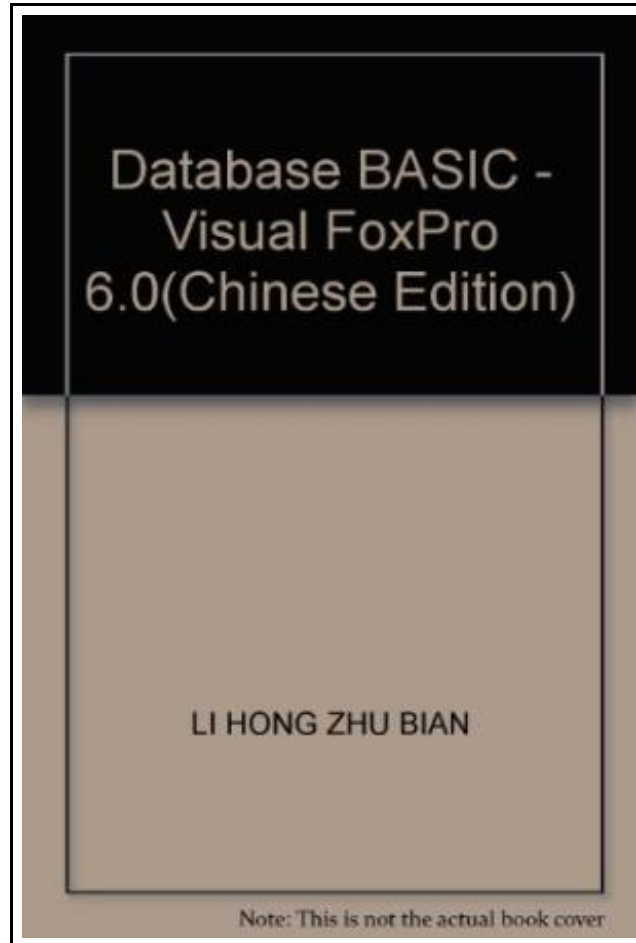 Database BASIC -
Visual FoxPro
6.0(Chinese Edition)
LI HONG ZHU BIAN
Note: This is not the actual book cover